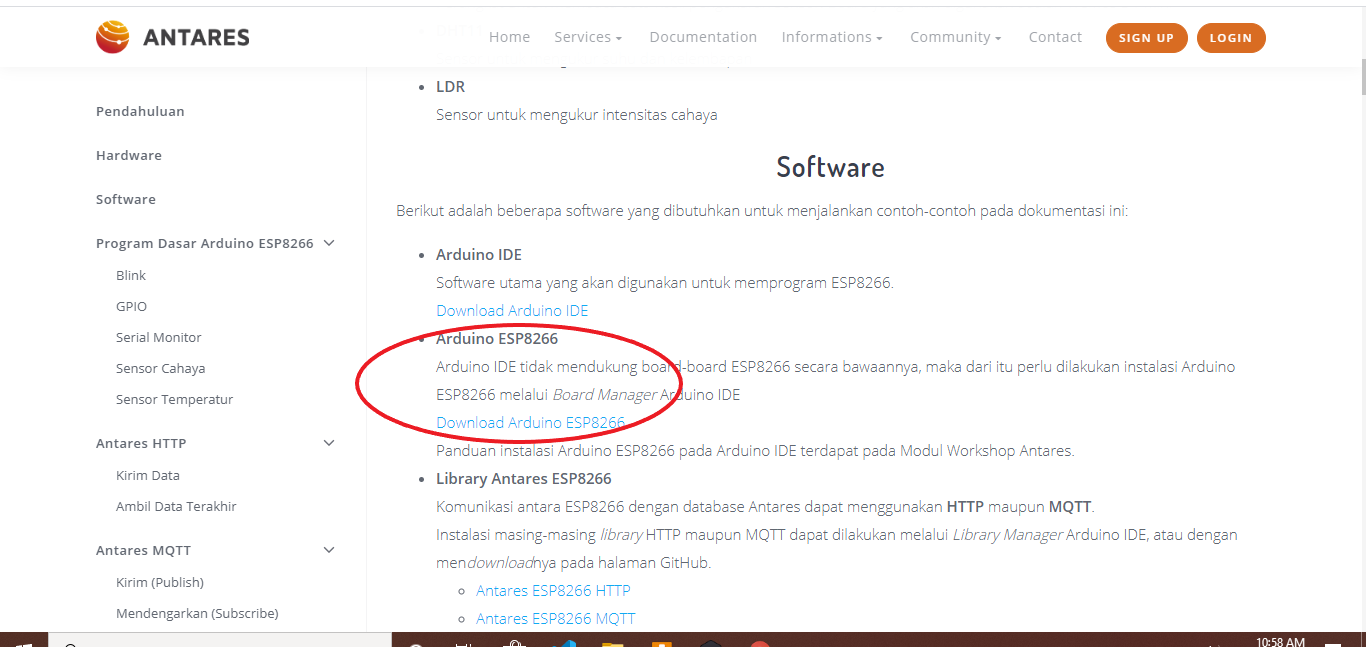 ANTARES
Home Services Documentation Informations Community Contact SIGN UP LOGIN
Pendahuluan
Hardware
Software
Program Dasar Arduino ESP8266
Blink
GPIO
Serial Monitor
Sensor Cahaya
Sensor Temperatur
Antares HTTP
Kirim Data
Ambil Data Terakhir
Antares MQTT
Kirim (Publish)
Mendengarkan (Subscribe)
LDR
Sensor untuk mengukur intensitas cahaya
Software
Berikut adalah beberapa software yang dibutuhkan untuk menjalankan contoh-contoh pada dokumentasi ini:
Arduino IDE
Software utama yang akan digunakan untuk memprogram ESP8266.
Download Arduino IDE
Arduino ESP8266
Arduino IDE tidak mendukung board-board ESP8266 secara bawaannya, maka dari itu perlu dilakukan instalasi Arduino
ESP8266 melalui Board Manager Arduino IDE
Download Arduino ESP8266
Panduan instalasi Arduino ESP8266 pada Arduino IDE terdapat pada Modul Workshop Antares.
Library Antares ESP8266
Komunikasi antara ESP8266 dengan database Antares dapat menggunakan HTTP maupun MQTT.
Instalasi masing-masing library HTTP maupun MQTT dapat dilakukan melalui Library Manager Arduino IDE, atau dengan
mendownloadnya pada halaman GitHub.
Antares ESP8266 HTTP
Antares ESP8266 MQTT
10:58 AM